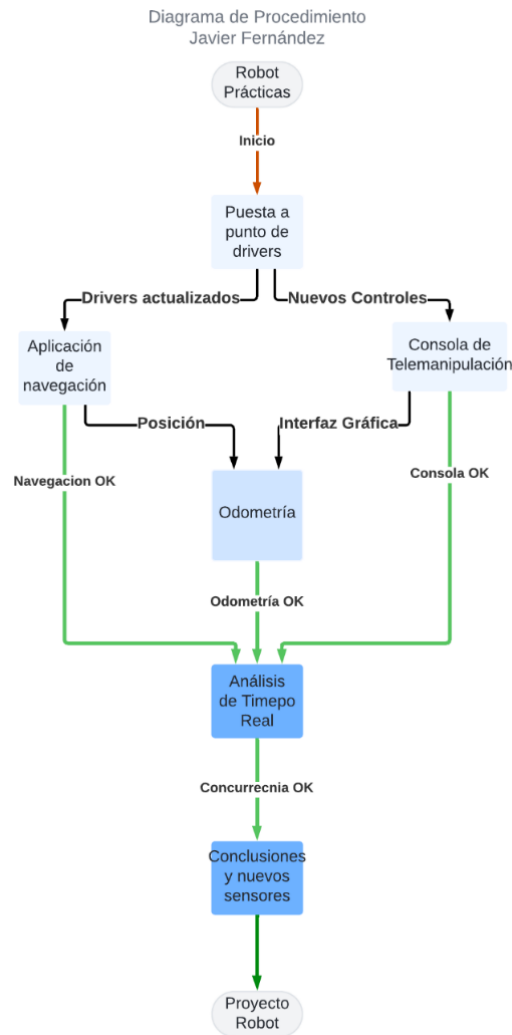 Diagrama de Procedimiento
Javier Fernández
Robot
Prácticas
Inicio
Puesta a
punto de
drivers
Drivers actualizados
Nuevos Controles
Aplicación
de
navegación
Consola de
Telemanipulación
Posición
Interfaz Gráfica
Navegacion OK
Consola OK
Odometría
Odometría OK
Análisis
de Timepo
Real
Concurrecnia OK
Conclusiones
y nuevos
sensores
Proyecto
Robot